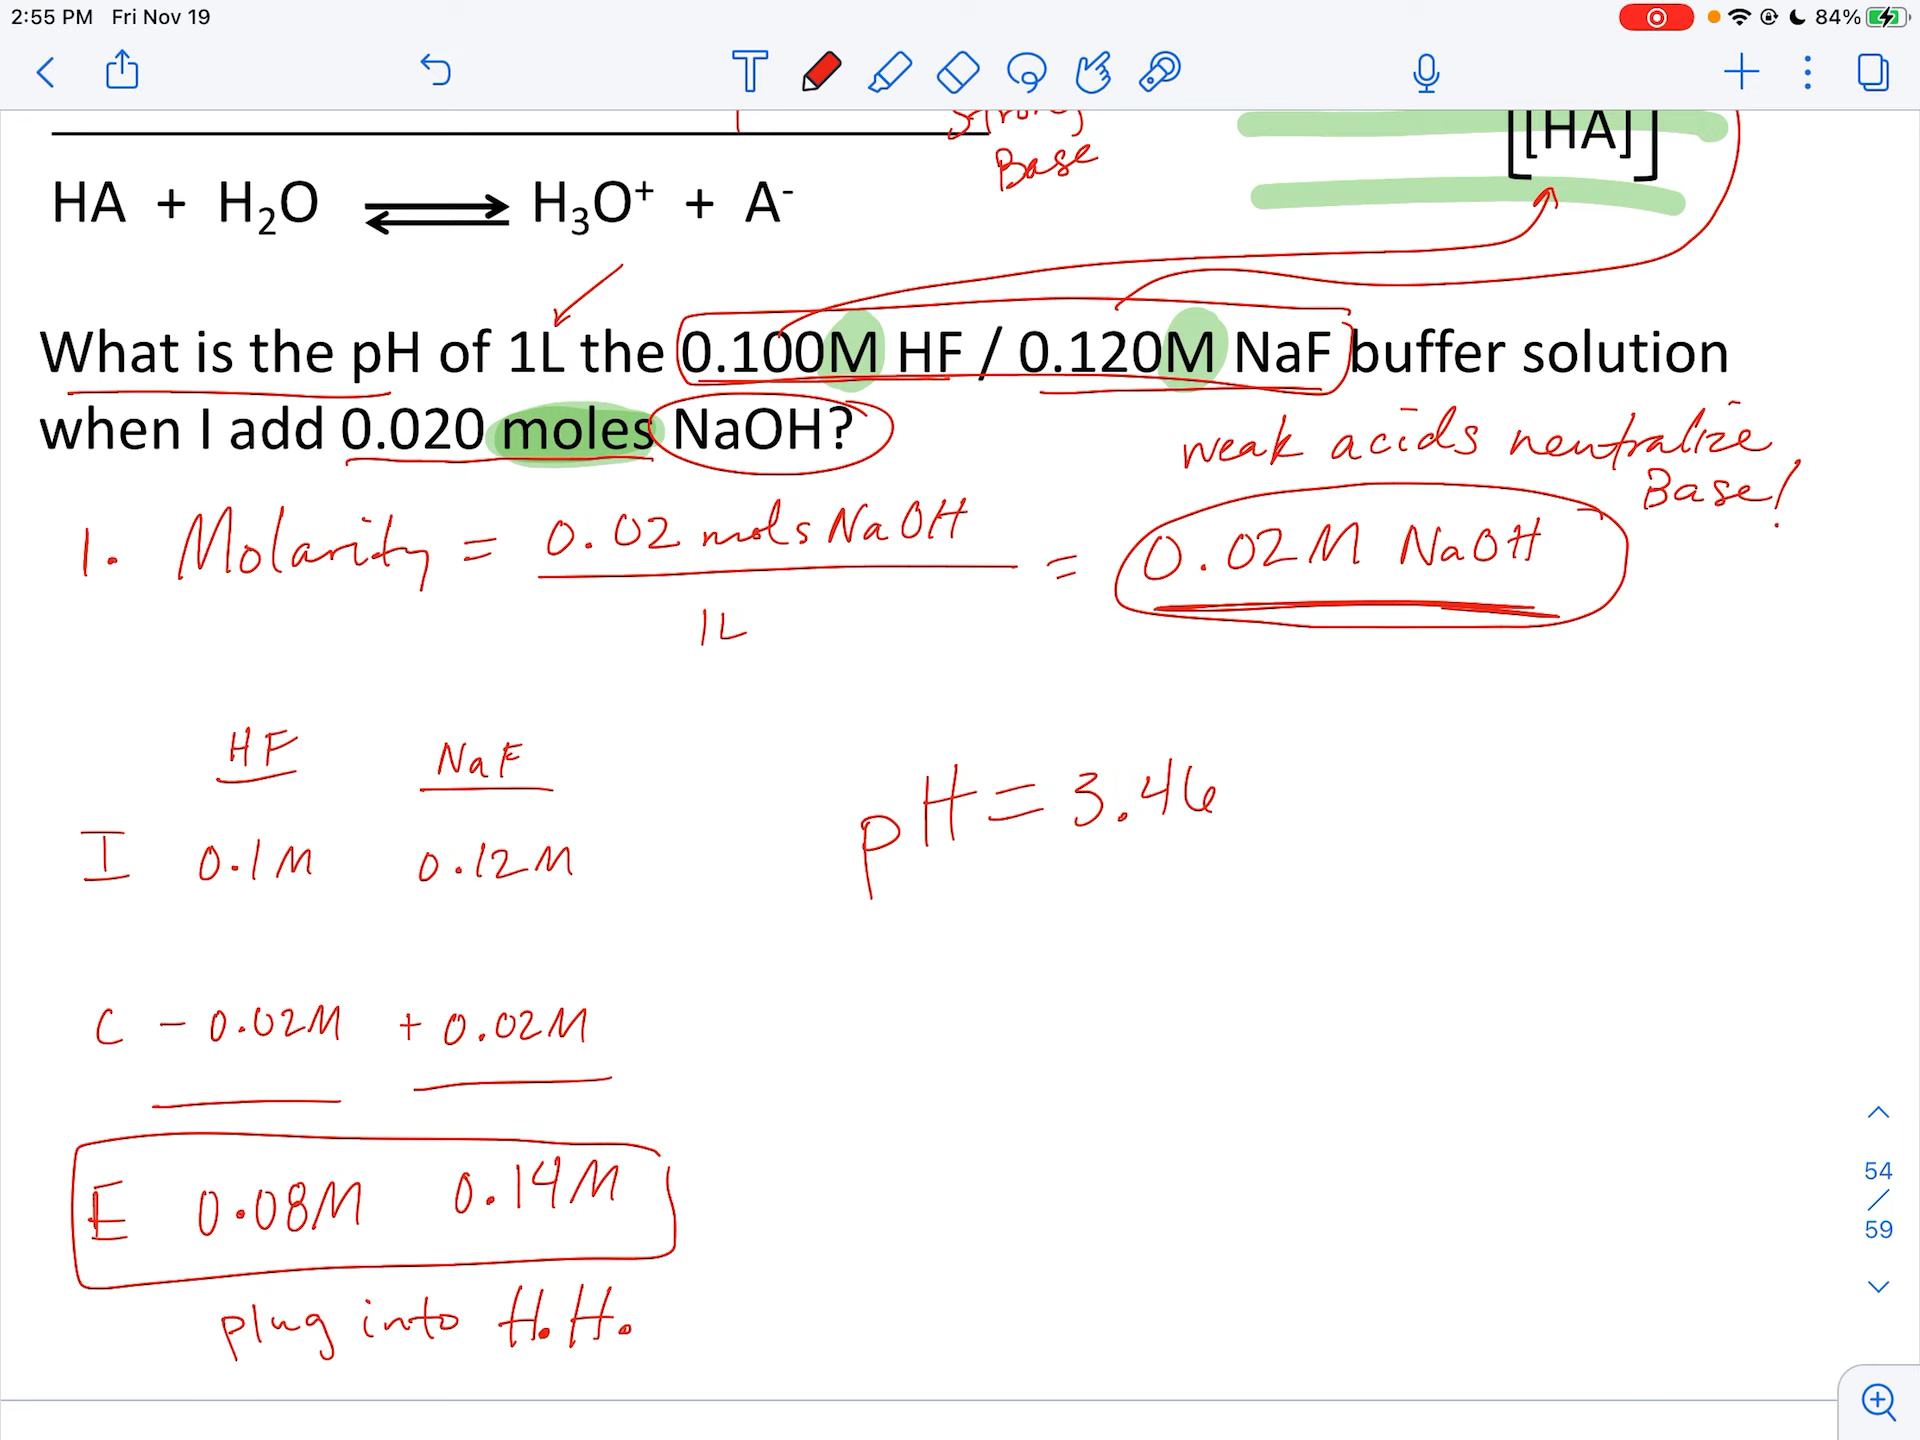 2:55 PM Fri Nov 19
84%
T
Base
[[HA]]
HA + H₂O ⇌ H₃O⁺ + A⁻
What is the pH of 1L the 0.100M HF / 0.120M NaF buffer solution
when I add 0.020 moles NaOH?
weak acids neutralize
Base!
1. Molarity = 0.02 mols NaOH / 1L = 0.02M NaOH
HF NaF
pH = 3.46
I 0.1M 0.12M
C - 0.02M + 0.02M
E 0.08M 0.14M
plug into H.H.
54
/
59